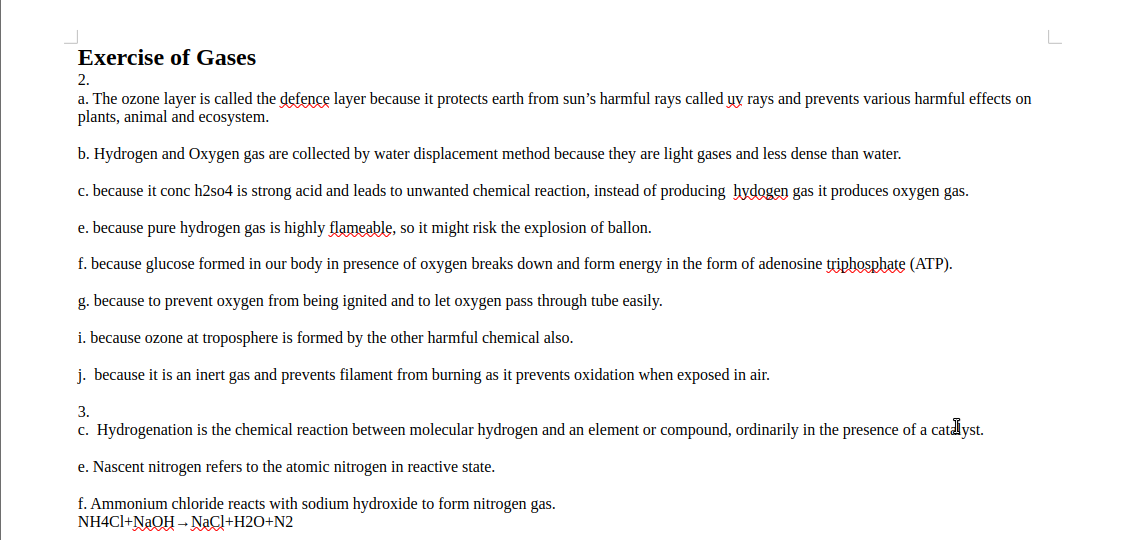 Exercise of Gases
2.
a. The ozone layer is called the defence layer because it protects earth from sun’s harmful rays called uv rays and prevents various harmful effects on
plants, animal and ecosystem.
b. Hydrogen and Oxygen gas are collected by water displacement method because they are light gases and less dense than water.
c. because it conc h2so4 is strong acid and leads to unwanted chemical reaction, instead of producing  hydogen gas it produces oxygen gas.
e. because pure hydrogen gas is highly flameable, so it might risk the explosion of ballon.
f. because glucose formed in our body in presence of oxygen breaks down and form energy in the form of adenosine triphosphate (ATP).
g. because to prevent oxygen from being ignited and to let oxygen pass through tube easily.
i. because ozone at troposphere is formed by the other harmful chemical also.
j.  because it is an inert gas and prevents filament from burning as it prevents oxidation when exposed in air.
3.
c.  Hydrogenation is the chemical reaction between molecular hydrogen and an element or compound, ordinarily in the presence of a catalyst.
e. Nascent nitrogen refers to the atomic nitrogen in reactive state.
f. Ammonium chloride reacts with sodium hydroxide to form nitrogen gas.
NH4Cl+NaOH→NaCl+H2O+N2